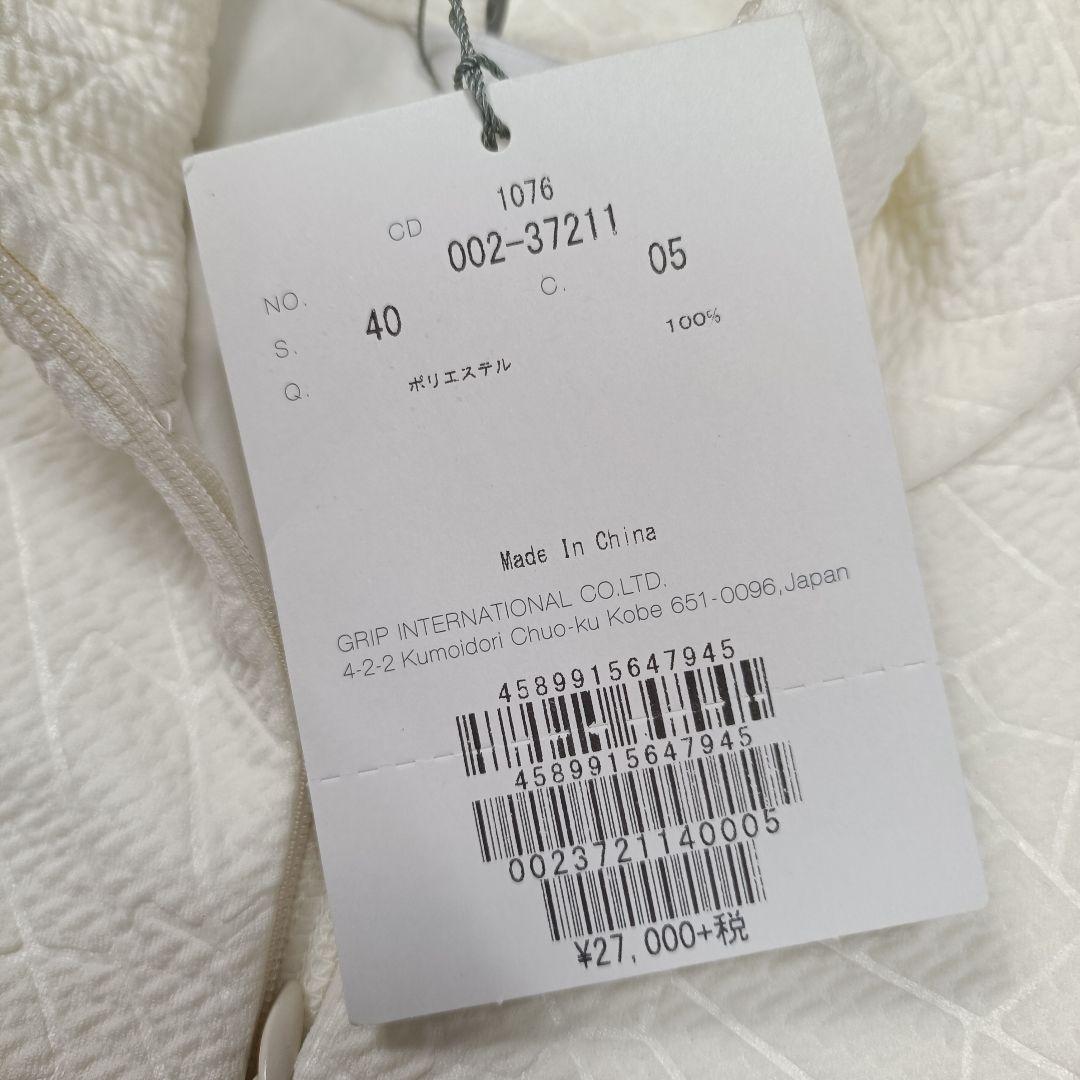 CD 1076
NO. 002-37211
S. 40 C. 05
Q. ポリエステル 100%
Made In China
GRIP INTERNATIONAL CO.LTD.
4-2-2 Kumoidori Chuo-ku Kobe 651-0096,Japan
4589915647945
4589915647945
0023721140005
¥27,000+税